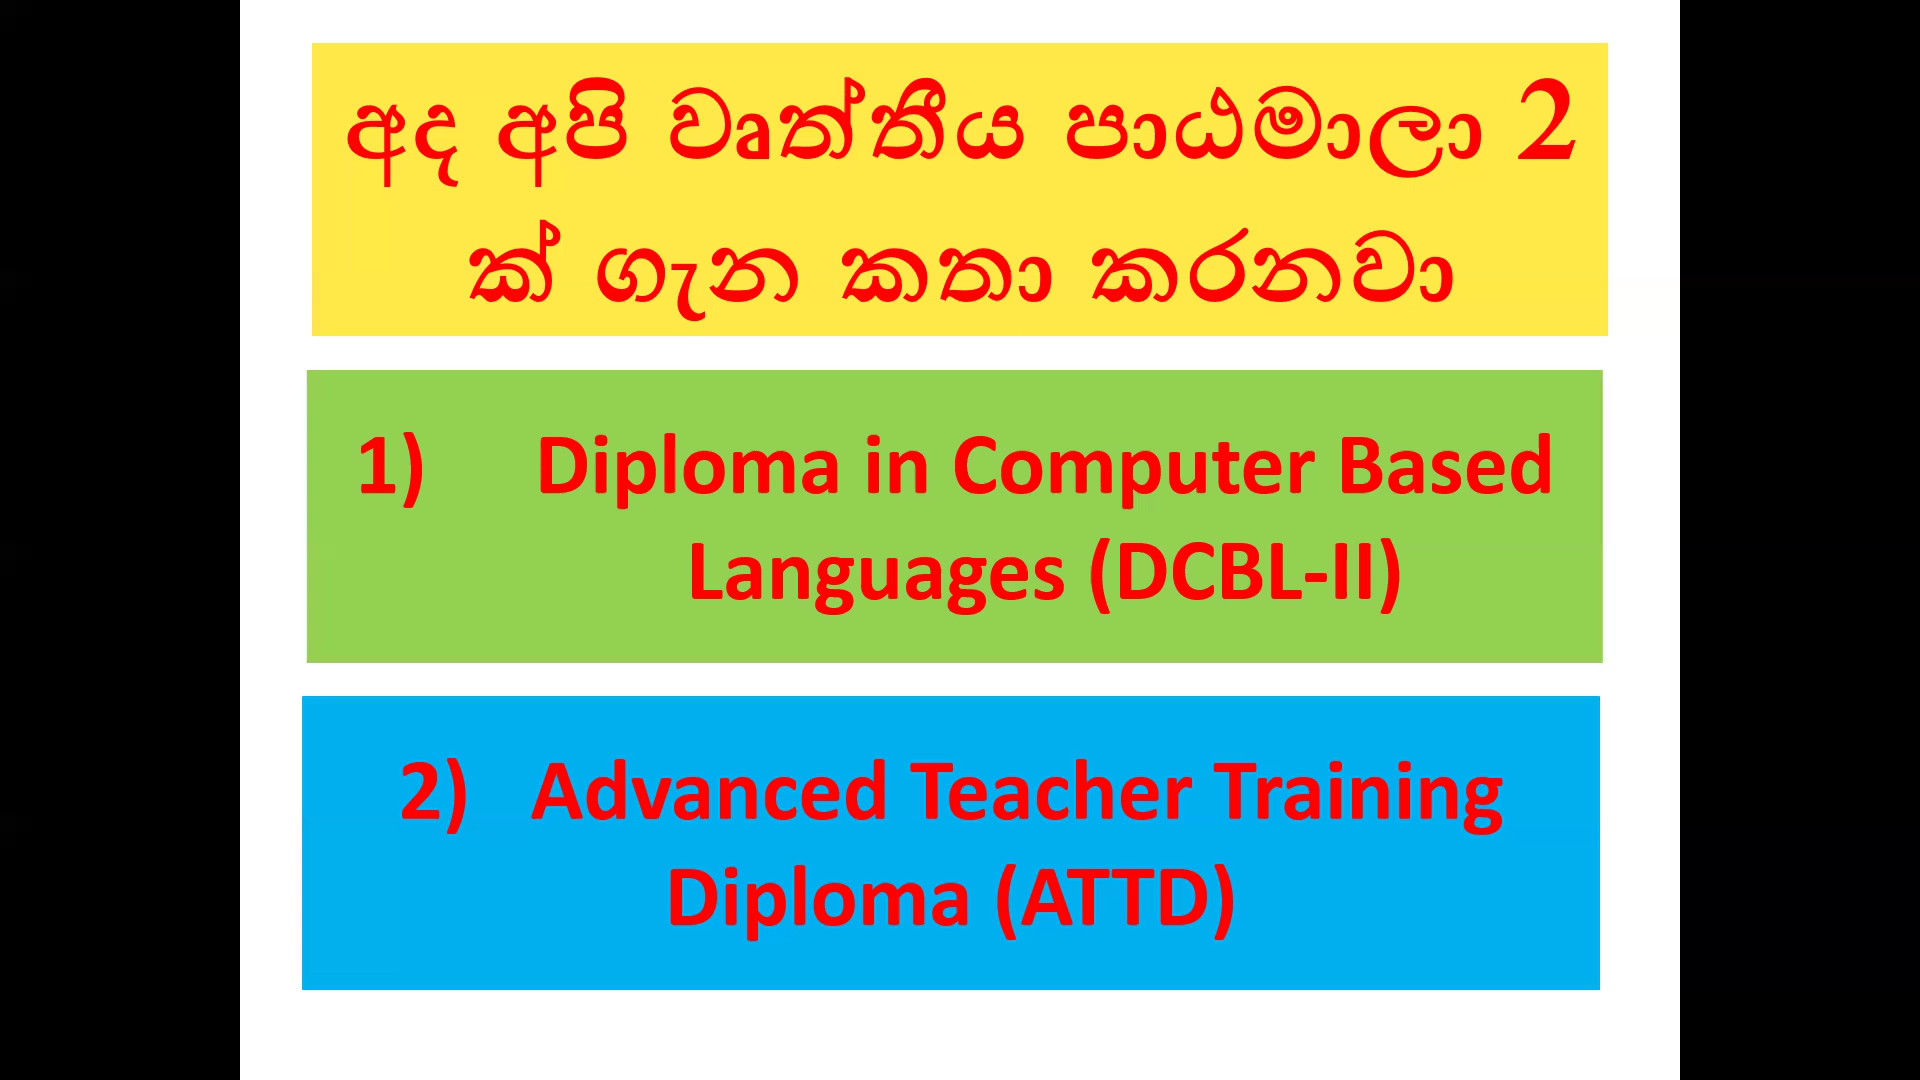 අද අපි වෘත්තීය පාඨමාලා 2
ක් ගැන කතා කරනවා
1) Diploma in Computer Based
Languages (DCBL-II)
2) Advanced Teacher Training
Diploma (ATTD)